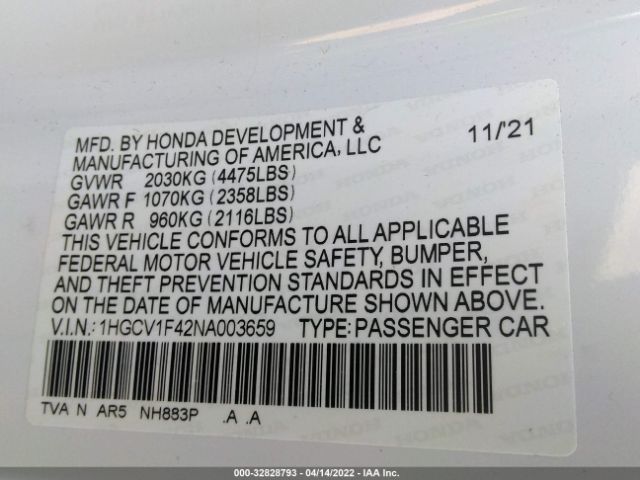 MFD. BY HONDA DEVELOPMENT &
MANUFACTURING OF AMERICA, LLC 11/'21
GVWR 2030KG (4475LBS)
GAWR F 1070KG (2358LBS)
GAWR R 960KG (2116LBS)
THIS VEHICLE CONFORMS TO ALL APPLICABLE
FEDERAL MOTOR VEHICLE SAFETY, BUMPER,
AND THEFT PREVENTION STANDARDS IN EFFECT
ON THE DATE OF MANUFACTURE SHOWN ABOVE.
V.I.N.: 1HGCV1F42NA003659 TYPE: PASSENGER CAR
TVA N AR5 NH883P .A .A
000-32828793 - 04/14/2022 - IAA Inc.